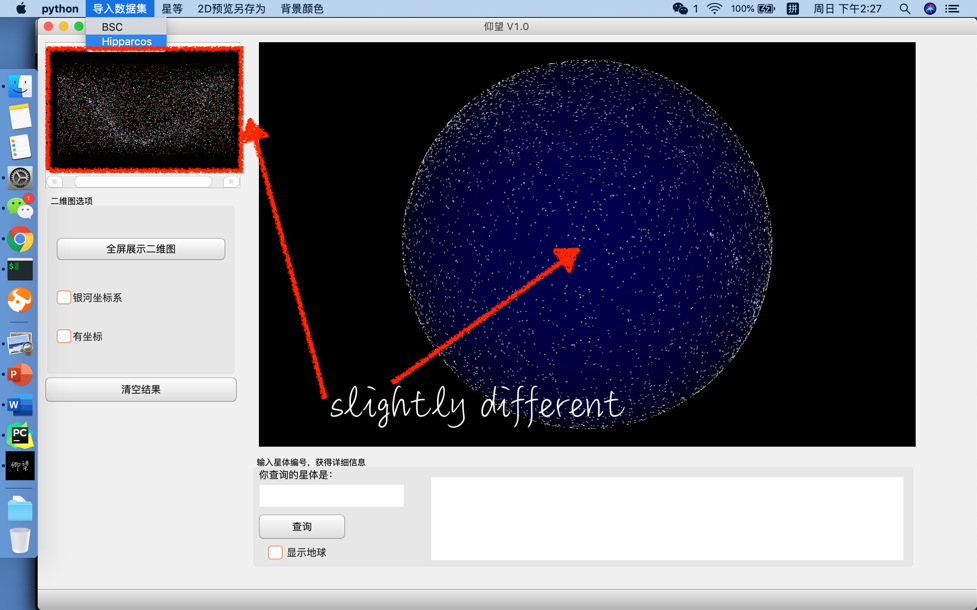 python 导入数据集 星等 2D预览另存为 背景颜色 1 100% 拼 周日 下午2:27
BSC
Hipparcos
仰望 V1.0
二维图选项
全屏展示二维图
银河坐标系
有坐标
清空结果
slightly different
输入星体编号，获得详细信息
你查询的星体是:
查询
显示地球
1
$
P
W
PC
仰望